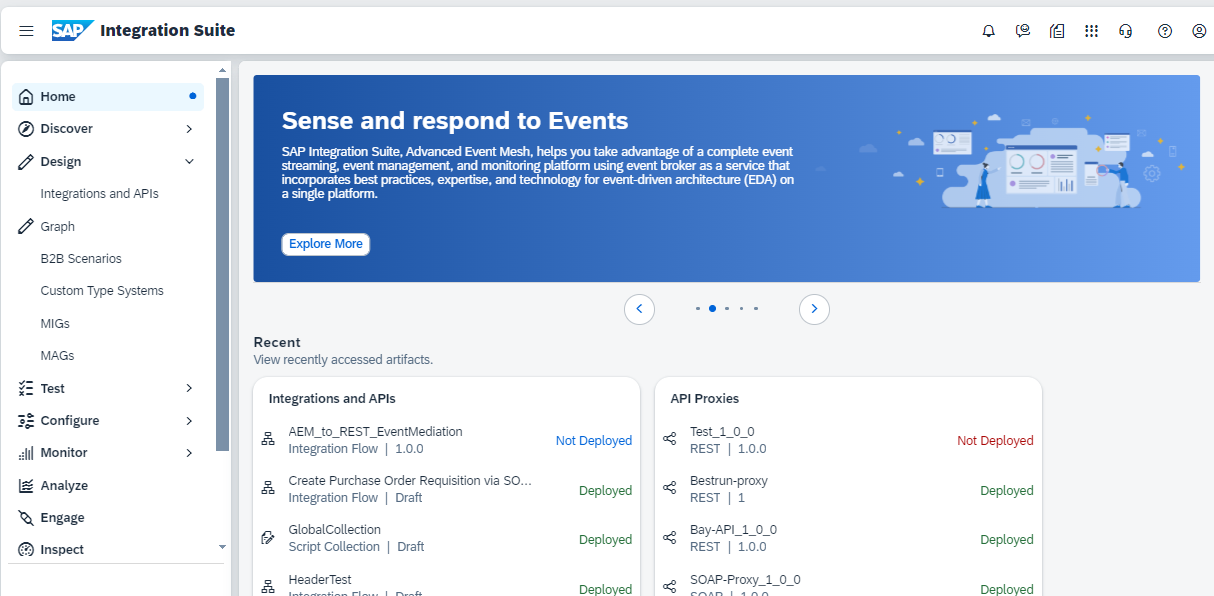 SAP Integration Suite
Home
Discover
Design
Integrations and APIs
Graph
B2B Scenarios
Custom Type Systems
MIGs
MAGs
Test
Configure
Monitor
Analyze
Engage
Inspect
Sense and respond to Events
SAP Integration Suite, Advanced Event Mesh, helps you take advantage of a complete event
streaming, event management, and monitoring platform using event broker as a service that
incorporates best practices, expertise, and technology for event-driven architecture (EDA) on
a single platform.
Explore More
Recent
View recently accessed artifacts.
Integrations and APIs
AEM_to_REST_EventMediation
Integration Flow | 1.0.0
Not Deployed
Create Purchase Order Requisition via SO...
Integration Flow | Draft
Deployed
GlobalCollection
Script Collection | Draft
Deployed
HeaderTest
Integration Flow | Draft
Deployed
API Proxies
Test_1_0_0
REST | 1.0.0
Not Deployed
Bestrun-proxy
REST | 1
Deployed
Bay-API_1_0_0
REST | 1.0.0
Deployed
SOAP-Proxy_1_0_0
SOAP | 1.0.0
Deployed